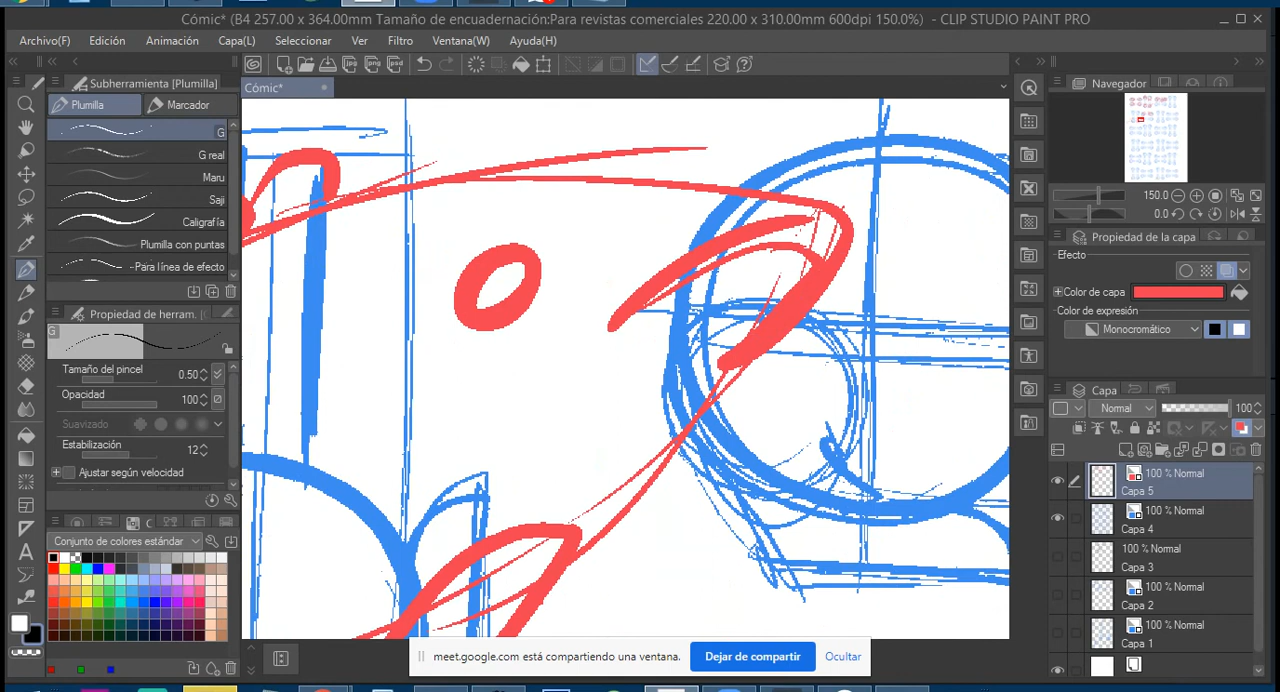 Cómic* (B4 257.00 x 364.00mm Tamaño de encuadernación:Para revistas comerciales 220.00 x 310.00mm 600dpi 150.0%) - CLIP STUDIO PAINT PRO
Archivo(F) Edición Animación Capa(L) Seleccionar Ver Filtro Ventana(W) Ayuda(H)
Subherramienta [Plumilla]
Cómic*
Navegador
Plumilla Marcador
G
G real
Maru
Saji
Caligrafía
Plumilla con puntas
Para línea de efecto
150.0
0.0
Propiedad de la capa
Efecto
Color de capa
Color de expresión
Monocromático
Propiedad de herram. [
G
Tamaño del pincel 0.50
Opacidad 100
Suavizado
Estabilización 12
Ajustar según velocidad
C
Conjunto de colores estándar
Capa
Normal 100
100 % Normal
Capa 5
100 % Normal
Capa 4
100 % Normal
Capa 3
100 % Normal
Capa 2
100 % Normal
Capa 1
meet.google.com está compartiendo una ventana. Dejar de compartir Ocultar